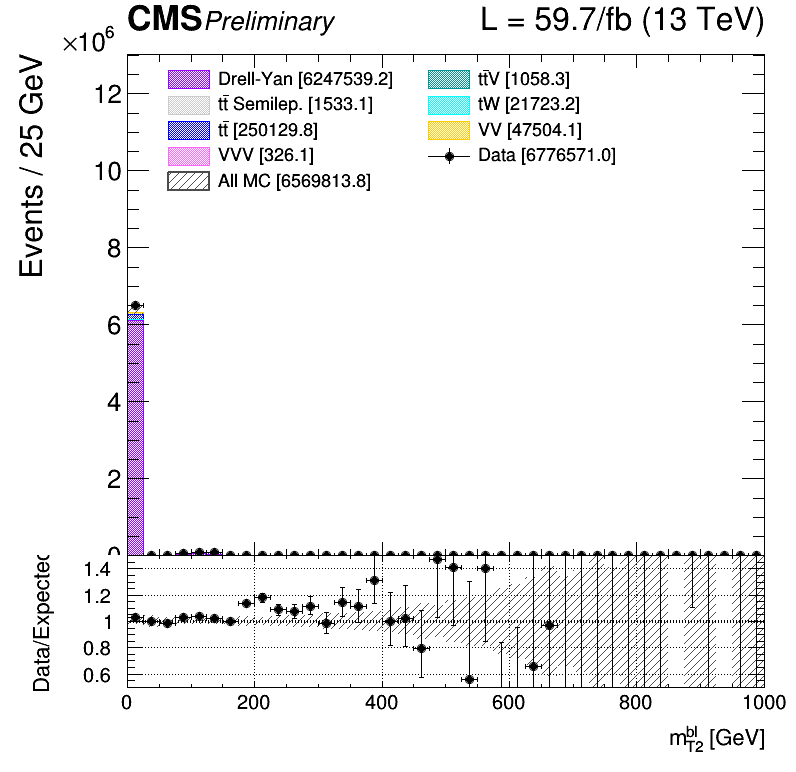 CMS Preliminary L = 59.7/fb (13 TeV)
×10⁶
Events / 25 GeV
Drell-Yan [6247539.2]
tt̄ Semilep. [1533.1]
tt̄ [250129.8]
VVV [326.1]
All MC [6569813.8]
tt̄V [1058.3]
tW [21723.2]
VV [47504.1]
Data [6776571.0]
12
10
8
6
4
2
0
Data/Expected
1.4
1.2
1
0.8
0.6
0 200 400 600 800 1000
m_T2^bl [GeV]